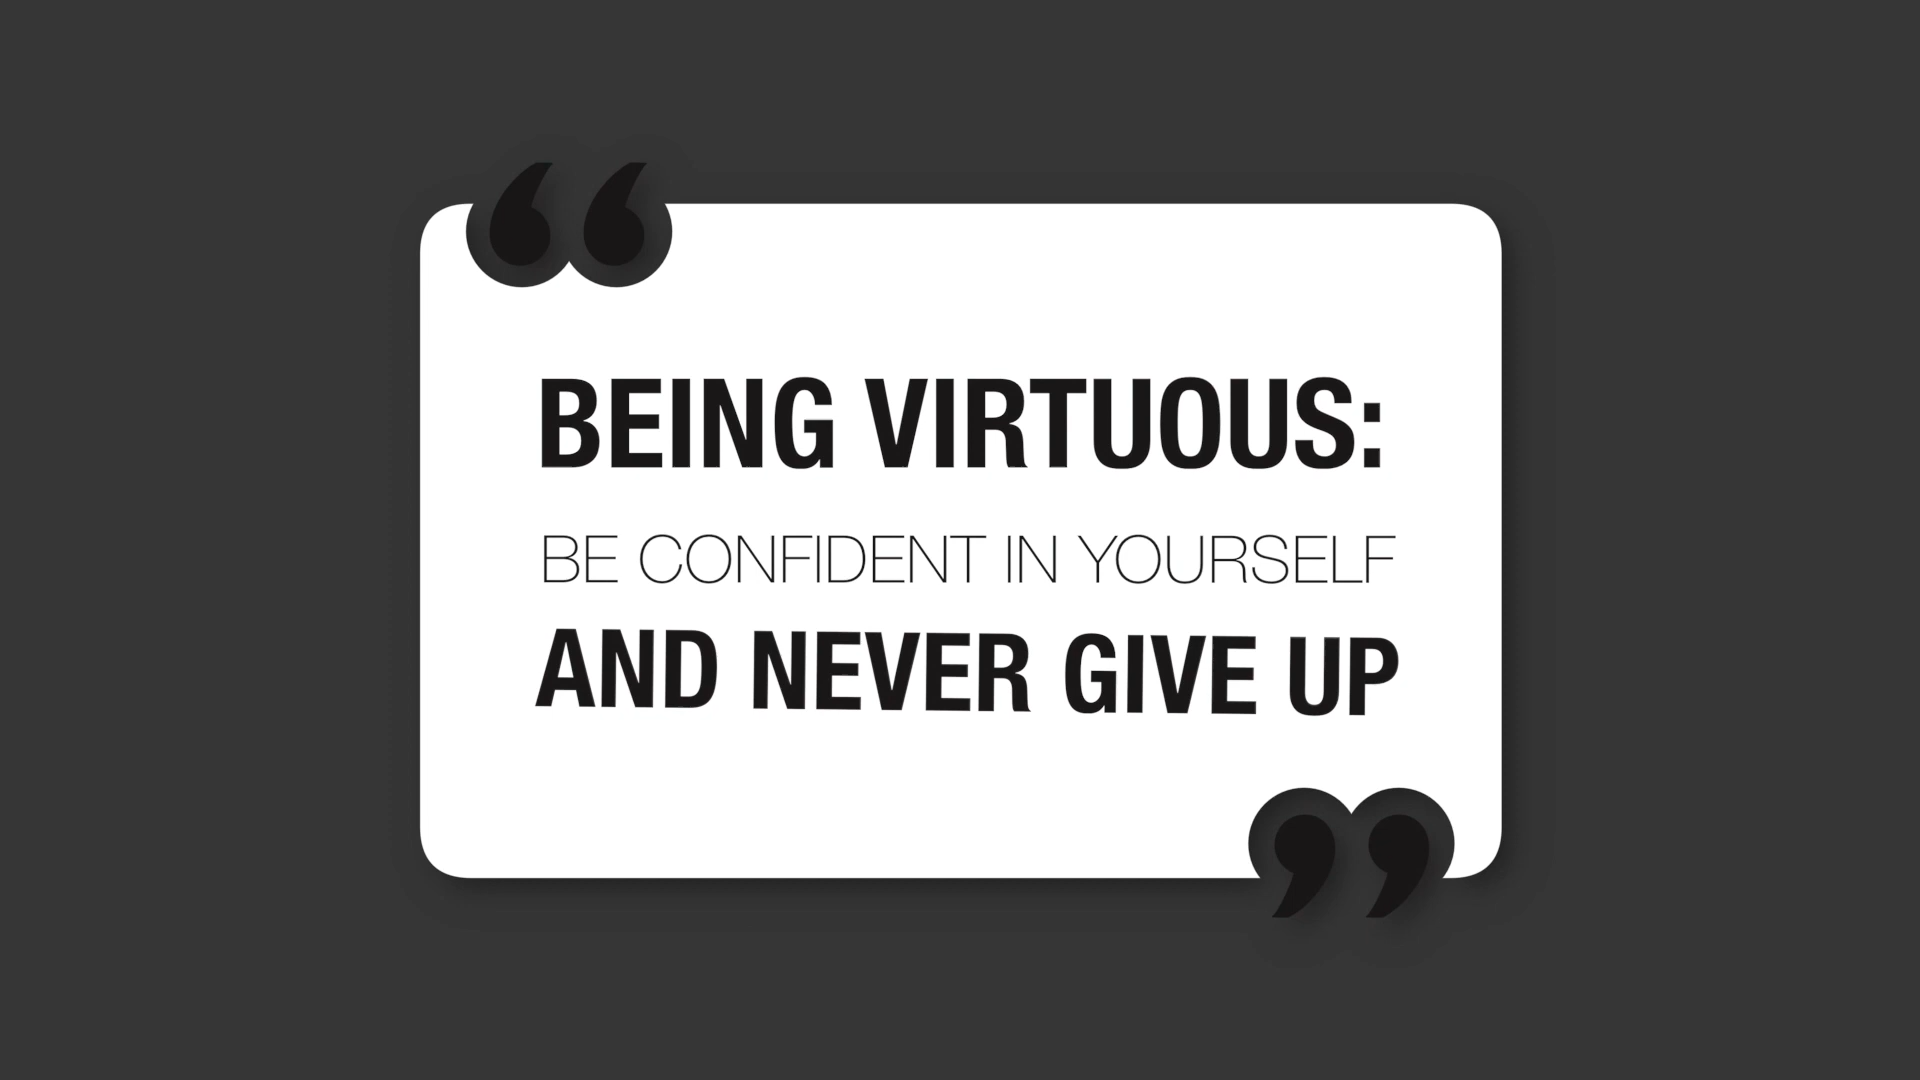 “
BEING VIRTUOUS:
BE CONFIDENT IN YOURSELF
AND NEVER GIVE UP
”